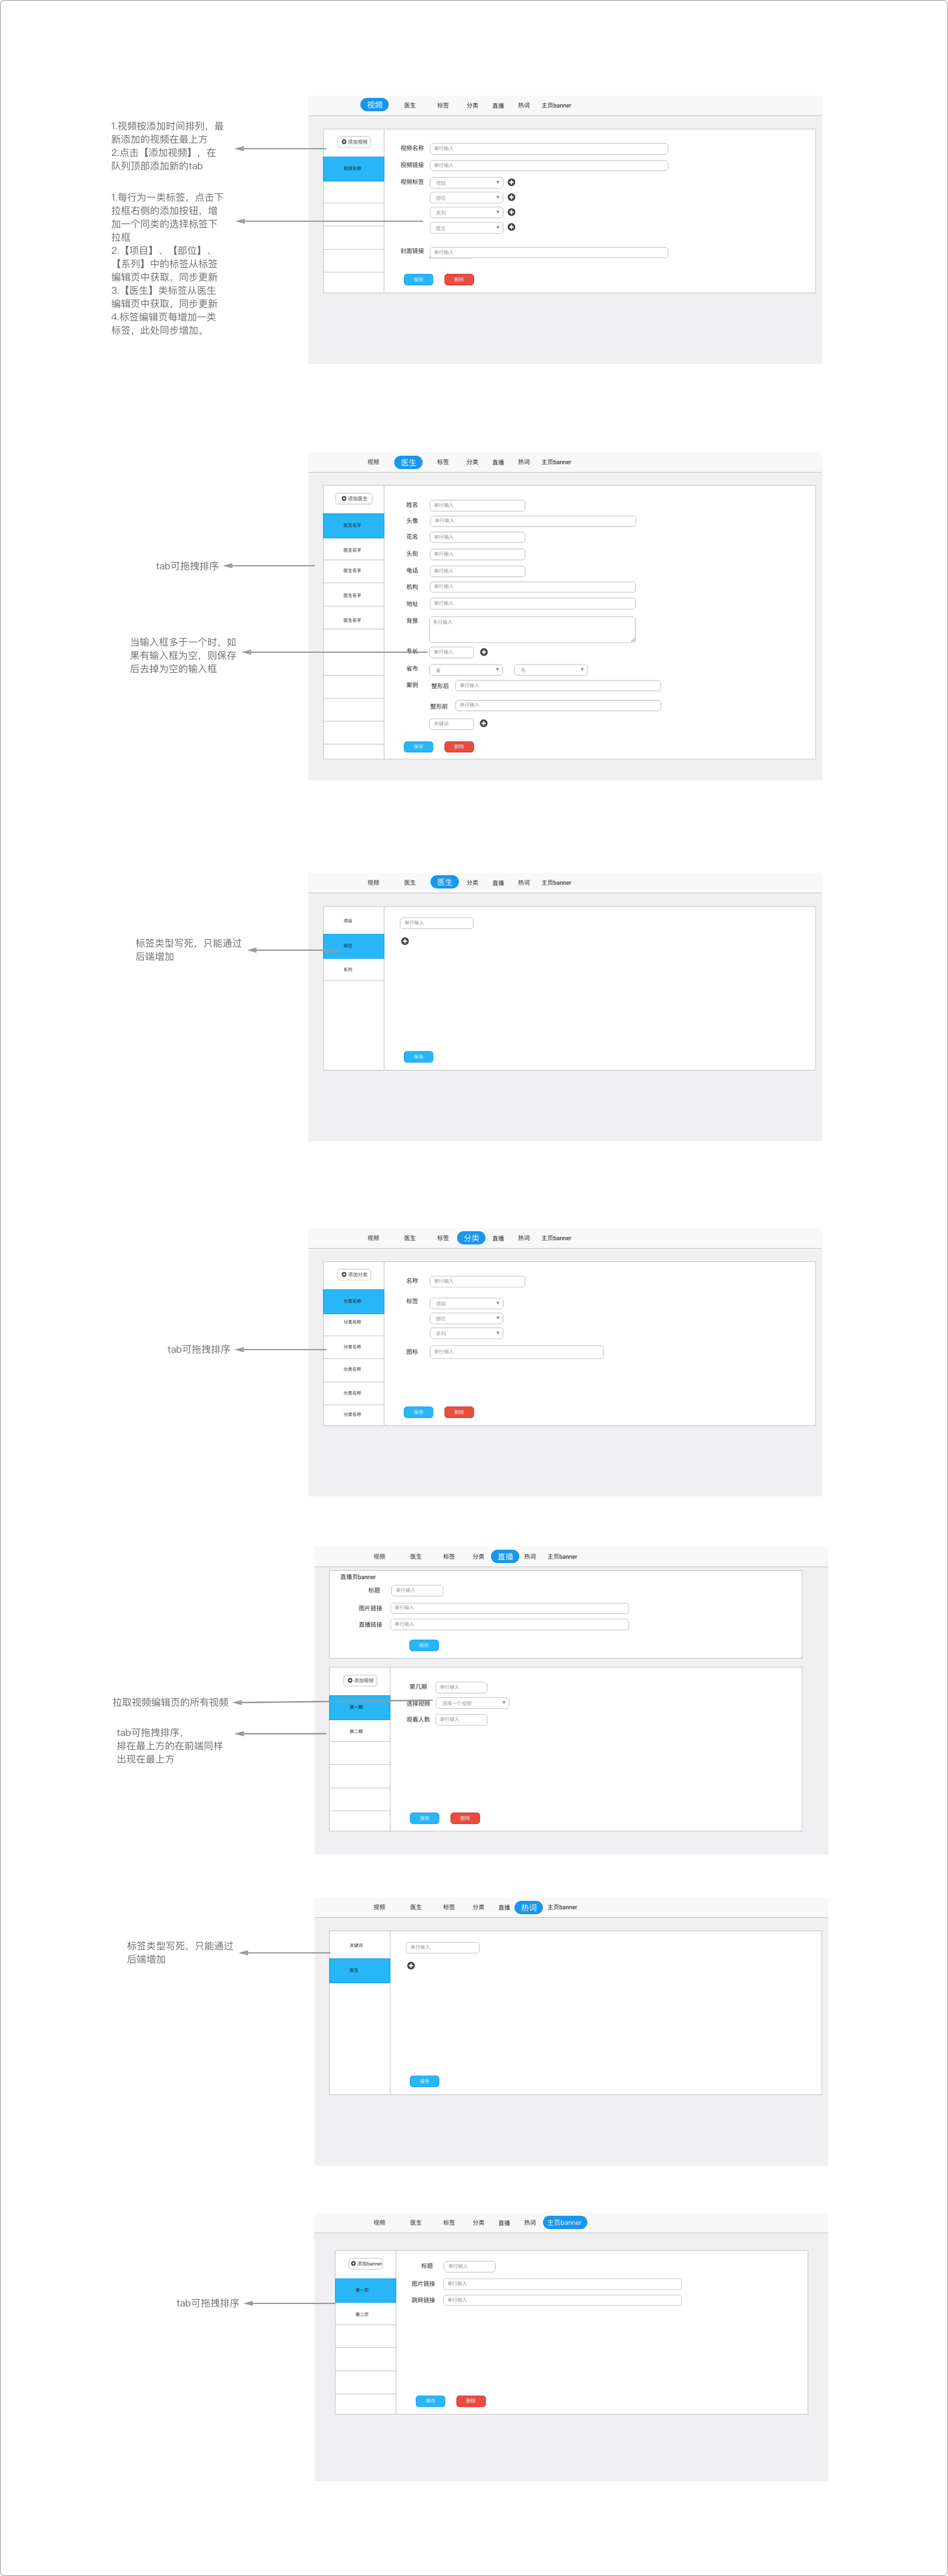 视频 医生 标签 分类 直播 热词 主页banner
1.视频按添加时间排列，最
新添加的视频在最上方
2.点击【添加视频】，在
队列顶部添加新的tab
1.每行为一类标签，点击下
拉框右侧的添加按钮，增
加一个同类的选择标签下
拉框
2.【项目】、【部位】、
【系列】中的标签从标签
编辑页中获取，同步更新
3.【医生】类标签从医生
编辑页中获取，同步更新
4.标签编辑页每增加一类
标签，此处同步增加。
添加视频
视频名称
视频名称 单行输入
视频链接 单行输入
视频标签 项目
部位
系列
医生
封面链接 单行输入
保存 删除
视频 医生 标签 分类 直播 热词 主页banner
tab可拖拽排序
当输入框多于一个时，如
果有输入框为空，则保存
后去掉为空的输入框
添加医生
医生名字
医生名字
医生名字
医生名字
医生名字
姓名 单行输入
头像 单行输入
花名 单行输入
头衔 单行输入
电话 单行输入
机构 单行输入
地址 单行输入
背景 多行输入
专长 单行输入
省市 省 市
案例 整形后 单行输入
整形前 单行输入
关键词
保存 删除
视频 医生 医生 分类 直播 热词 主页banner
标签类型写死，只能通过
后端增加
项目
部位
系列
单行输入
保存
视频 医生 标签 分类 直播 热词 主页banner
tab可拖拽排序
添加分类
分类名称
分类名称
分类名称
分类名称
分类名称
分类名称
名称 单行输入
标签 项目
部位
系列
图标 单行输入
保存 删除
视频 医生 标签 分类 直播 热词 主页banner
直播页banner
标题 单行输入
图片链接 单行输入
直播链接 单行输入
保存
拉取视频编辑页的所有视频
tab可拖拽排序，
排在最上方的在前端同样
出现在最上方
添加视频
第一期
第二期
第几期 单行输入
选择视频 选择一个视频
观看人数 单行输入
保存 删除
视频 医生 标签 分类 直播 热词 主页banner
标签类型写死，只能通过
后端增加
关键词
医生
单行输入
保存
视频 医生 标签 分类 直播 热词 主页banner
tab可拖拽排序
添加banner
第一页
第二页
标题 单行输入
图片链接 单行输入
跳转链接 单行输入
保存 删除